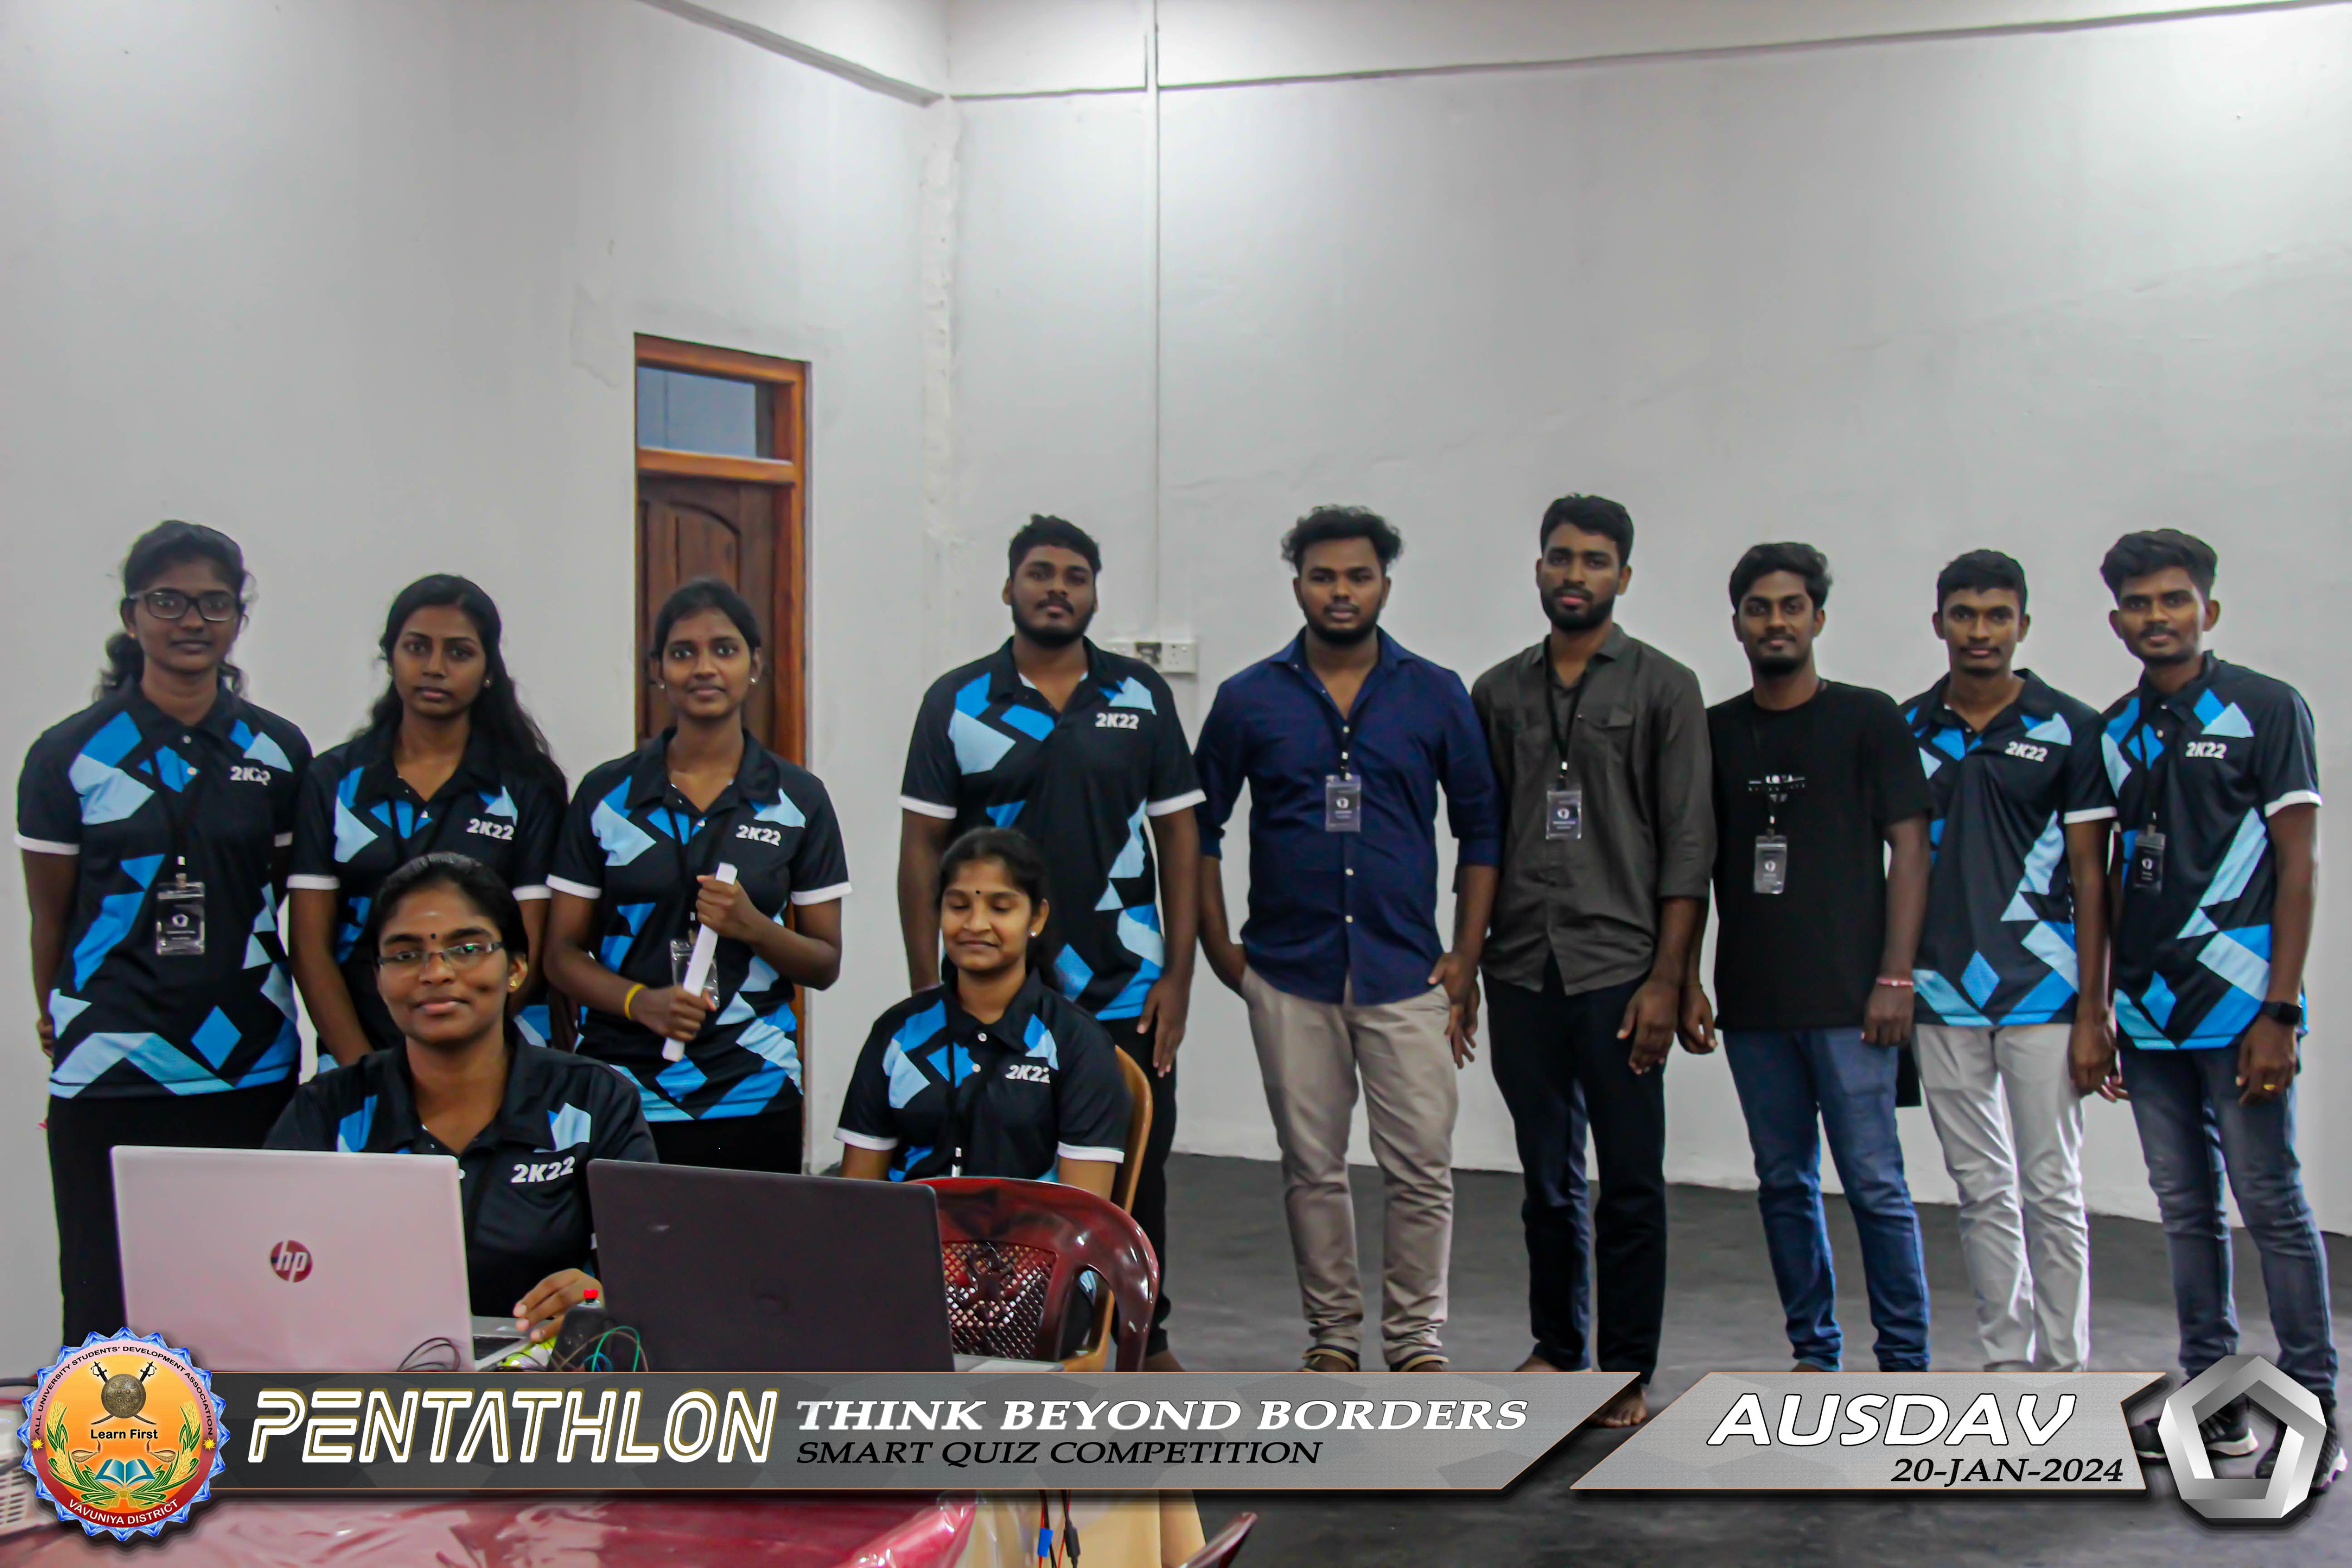 2K22
2K22
2K22
2K22
2K22
2K22
2K22
2K22
hp
ALL UNIVERSITY STUDENTS' DEVELOPMENT ASSOCIATION
Learn First
VAVUNIYA DISTRICT
PENTATHLON
THINK BEYOND BORDERS
SMART QUIZ COMPETITION
AUSDAV
20-JAN-2024